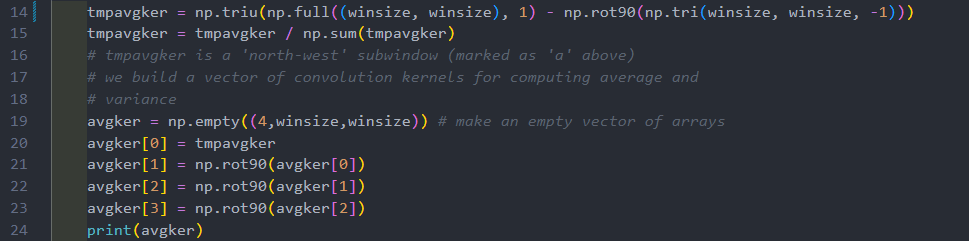 14 tmpavgker = np.triu(np.full((winsize, winsize), 1) - np.rot90(np.tri(winsize, winsize, -1)))
15 tmpavgker = tmpavgker / np.sum(tmpavgker)
16 # tmpavgker is a 'north-west' subwindow (marked as 'a' above)
17 # we build a vector of convolution kernels for computing average and
18 # variance
19 avgker = np.empty((4,winsize,winsize)) # make an empty vector of arrays
20 avgker[0] = tmpavgker
21 avgker[1] = np.rot90(avgker[0])
22 avgker[2] = np.rot90(avgker[1])
23 avgker[3] = np.rot90(avgker[2])
24 print(avgker)